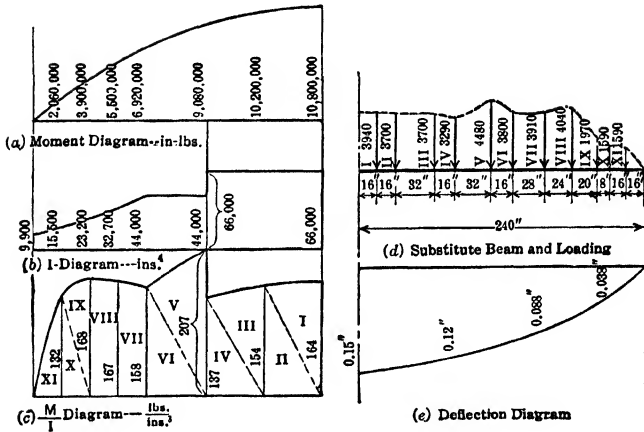 2,060,000
3,900,000
5,500,000
6,920,000
9,080,000
10,200,000
10,800,000
(a) Moment Diagram--in-lbs.
9,900
15,500
23,200
32,700
44,000
44,000
66,000
66,000
(b) I-Diagram---ins.⁴
XI
132
IX
X
168
VIII
167
VII
158
V
VI
207
137
IV
III
154
II
I
164
(c) M/I Diagram---- lbs./ins.³
I 3940
II 3700
III 3700
IV 3290
V 4480
VI 3800
VII 3910
VIII 4040
IX 1970
X 1590
XI 1590
16" 16" 32" 16" 32" 16" 28" 24" 20" 8" 16" 16"
240"
(d) Substitute Beam and Loading
0.15"
0.12"
0.088"
0.038"
(e) Deflection Diagram